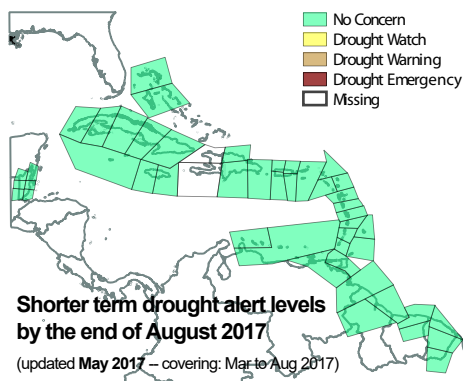 No Concern
Drought Watch
Drought Warning
Drought Emergency
Missing
Shorter term drought alert levels
by the end of August 2017
(updated May 2017 – covering: Mar to Aug 2017)